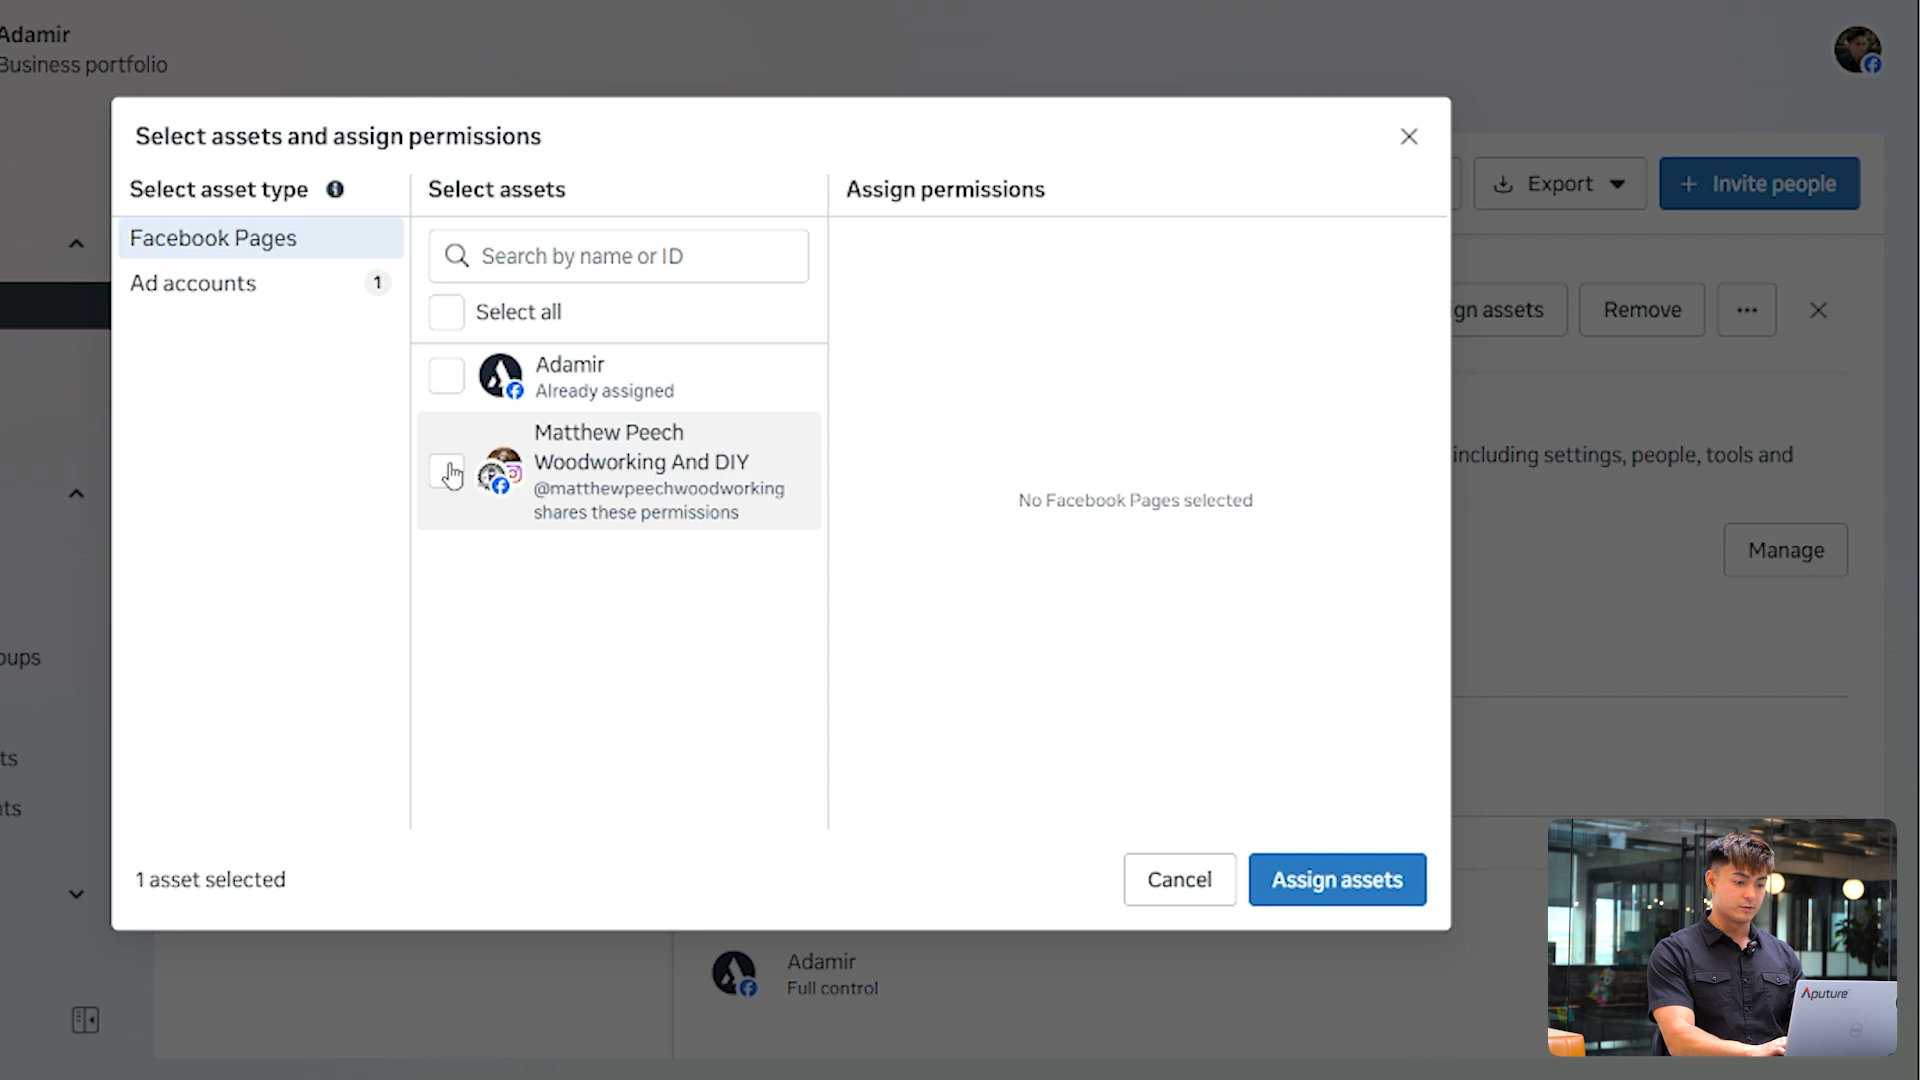 Adamir
Business portfolio
Select assets and assign permissions
Select asset type
Select assets
Assign permissions
Export
+ Invite people
Facebook Pages
Search by name or ID
Ad accounts
1
Select all
gn assets
Remove
Adamir
Already assigned
Matthew Peech
Woodworking And DIY
@matthewpeechwoodworking
shares these permissions
including settings, people, tools and
No Facebook Pages selected
Manage
oups
ts
nts
1 asset selected
Cancel
Assign assets
Adamir
Full control
Aputure